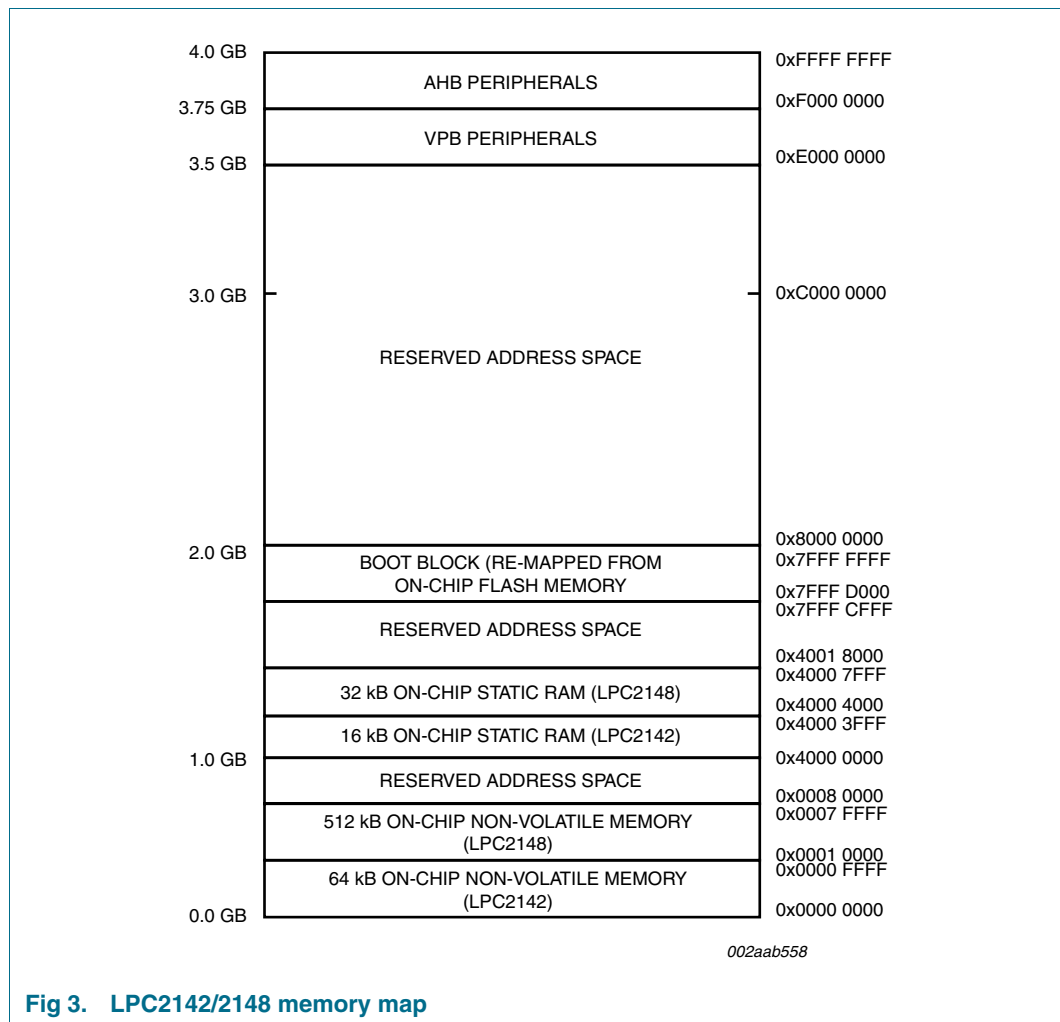 4.0 GB
0xFFFF FFFF
AHB PERIPHERALS
3.75 GB
0xF000 0000
VPB PERIPHERALS
3.5 GB
0xE000 0000
3.0 GB
0xC000 0000
RESERVED ADDRESS SPACE
2.0 GB
0x8000 0000
0x7FFF FFFF
BOOT BLOCK (RE-MAPPED FROM
ON-CHIP FLASH MEMORY
0x7FFF D000
0x7FFF CFFF
RESERVED ADDRESS SPACE
0x4001 8000
0x4000 7FFF
32 kB ON-CHIP STATIC RAM (LPC2148)
0x4000 4000
0x4000 3FFF
16 kB ON-CHIP STATIC RAM (LPC2142)
1.0 GB
0x4000 0000
RESERVED ADDRESS SPACE
0x0008 0000
0x0007 FFFF
512 kB ON-CHIP NON-VOLATILE MEMORY
(LPC2148)
0x0001 0000
0x0000 FFFF
64 kB ON-CHIP NON-VOLATILE MEMORY
(LPC2142)
0.0 GB
0x0000 0000
002aab558
Fig 3. LPC2142/2148 memory map